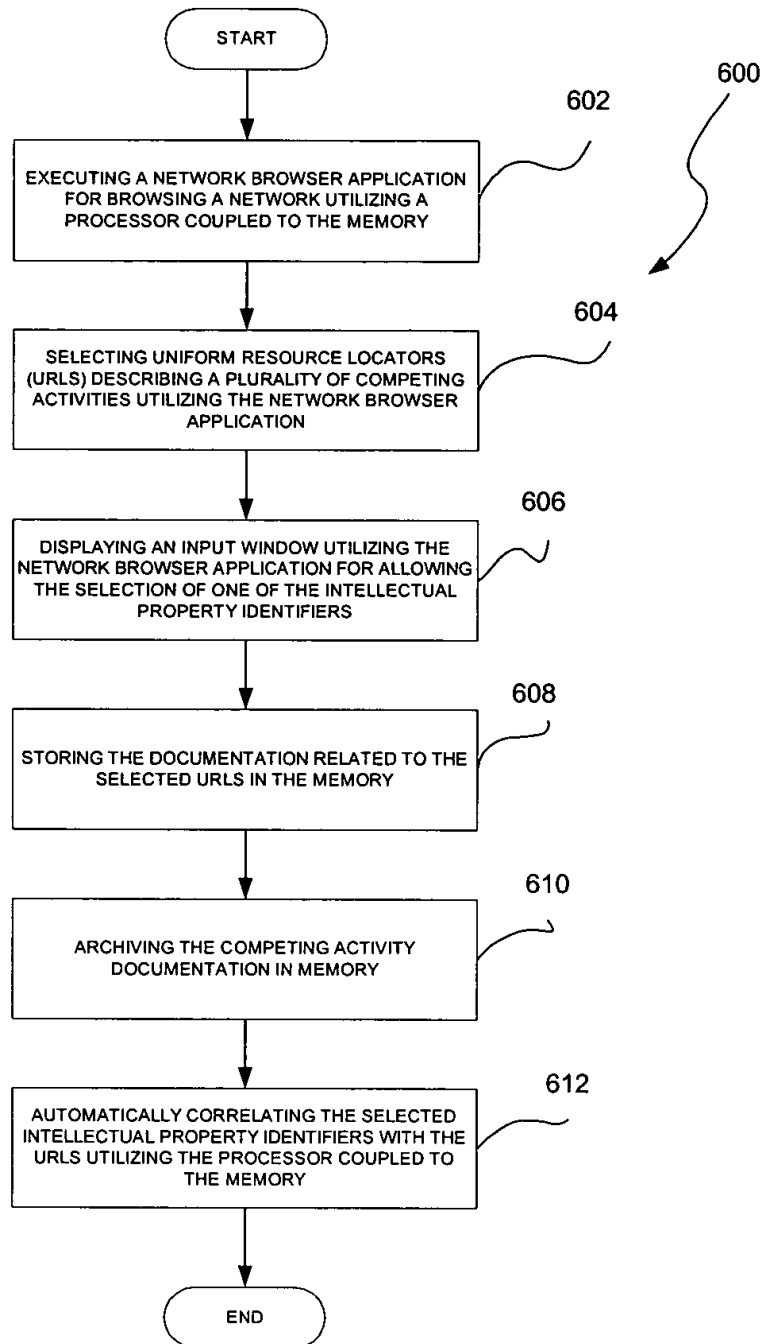 START
600
602
EXECUTING A NETWORK BROWSER APPLICATION
FOR BROWSING A NETWORK UTILIZING A
PROCESSOR COUPLED TO THE MEMORY
604
SELECTING UNIFORM RESOURCE LOCATORS
(URLS) DESCRIBING A PLURALITY OF COMPETING
ACTIVITIES UTILIZING THE NETWORK BROWSER
APPLICATION
606
DISPLAYING AN INPUT WINDOW UTILIZING THE
NETWORK BROWSER APPLICATION FOR ALLOWING
THE SELECTION OF ONE OF THE INTELLECTUAL
PROPERTY IDENTIFIERS
608
STORING THE DOCUMENTATION RELATED TO THE
SELECTED URLS IN THE MEMORY
610
ARCHIVING THE COMPETING ACTIVITY
DOCUMENTATION IN MEMORY
612
AUTOMATICALLY CORRELATING THE SELECTED
INTELLECTUAL PROPERTY IDENTIFIERS WITH THE
URLS UTILIZING THE PROCESSOR COUPLED TO
THE MEMORY
END